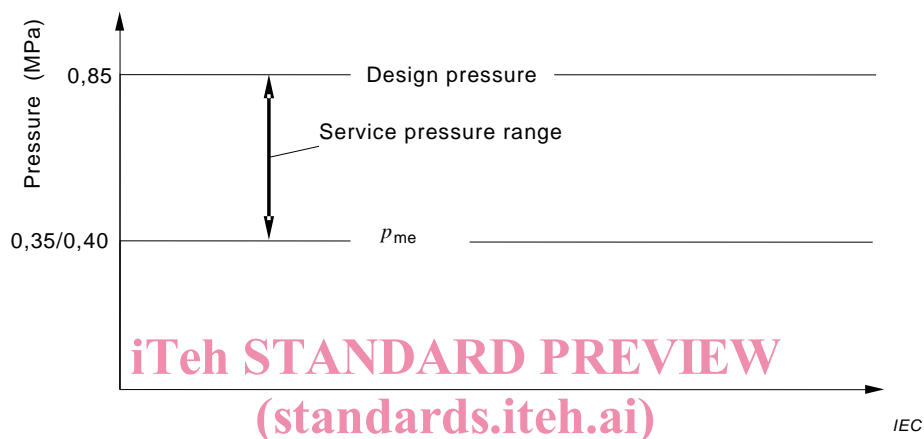 Pressure (MPa)
0,85
Design pressure
Service pressure range
0,35/0,40
pme
iTeh STANDARD PREVIEW
(standards.iteh.ai)
IEC